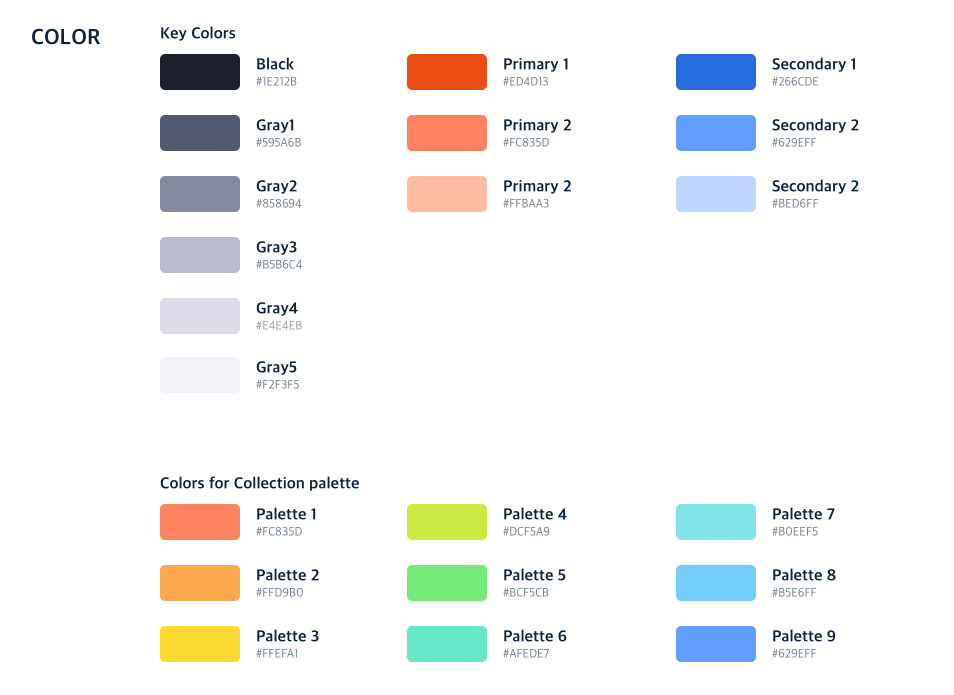 COLOR
Key Colors
Black
#1E212B
Primary 1
#ED4D13
Secondary 1
#266CDE
Gray1
#595A6B
Primary 2
#FC835D
Secondary 2
#629EFF
Gray2
#858694
Primary 2
#FFBAA3
Secondary 2
#BED6FF
Gray3
#B5B6C4
Gray4
#E4E4EB
Gray5
#F2F3F5
Colors for Collection palette
Palette 1
#FC835D
Palette 4
#DCF5A9
Palette 7
#B0EEF5
Palette 2
#FFD9B0
Palette 5
#BCF5CB
Palette 8
#B5E6FF
Palette 3
#FFEFA1
Palette 6
#AFEDE7
Palette 9
#629EFF